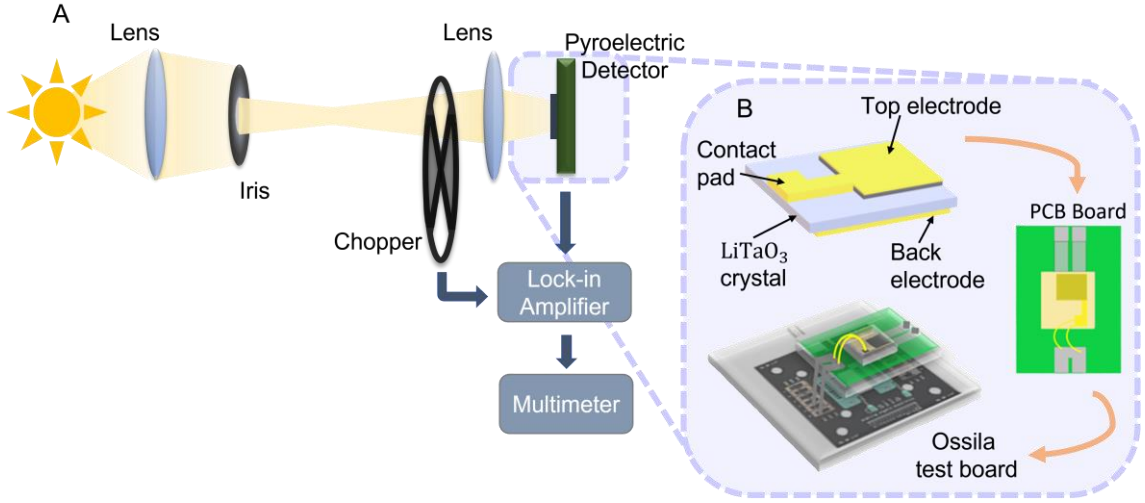 A
Lens
Iris
Chopper
Lens
Pyroelectric
Detector
Lock-in
Amplifier
Multimeter
B
Top electrode
Contact
pad
LiTaO₃
crystal
Back
electrode
PCB Board
Ossila
test board